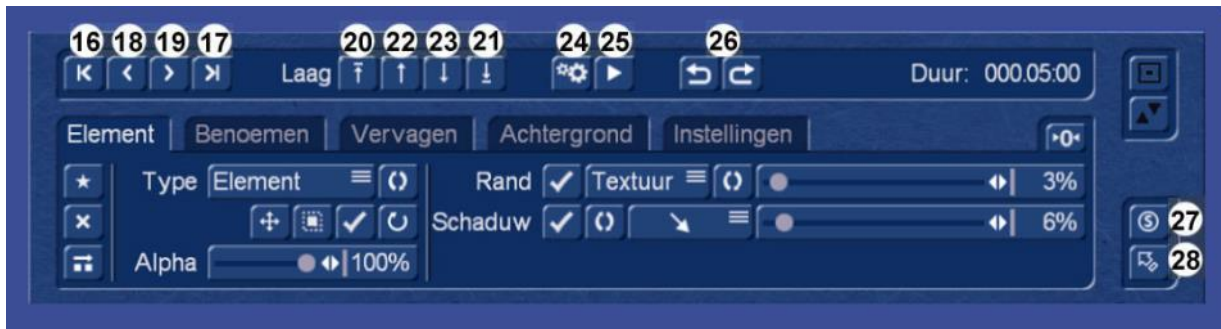 16 18 19 17 20 22 23 21 24 25 26
Laag Duur: 000.05:00
Element Benoemen Vervagen Achtergrond Instellingen 0
Type Element Rand Textuur 3%
Schaduw 6%
S 27
Alpha 100%
28